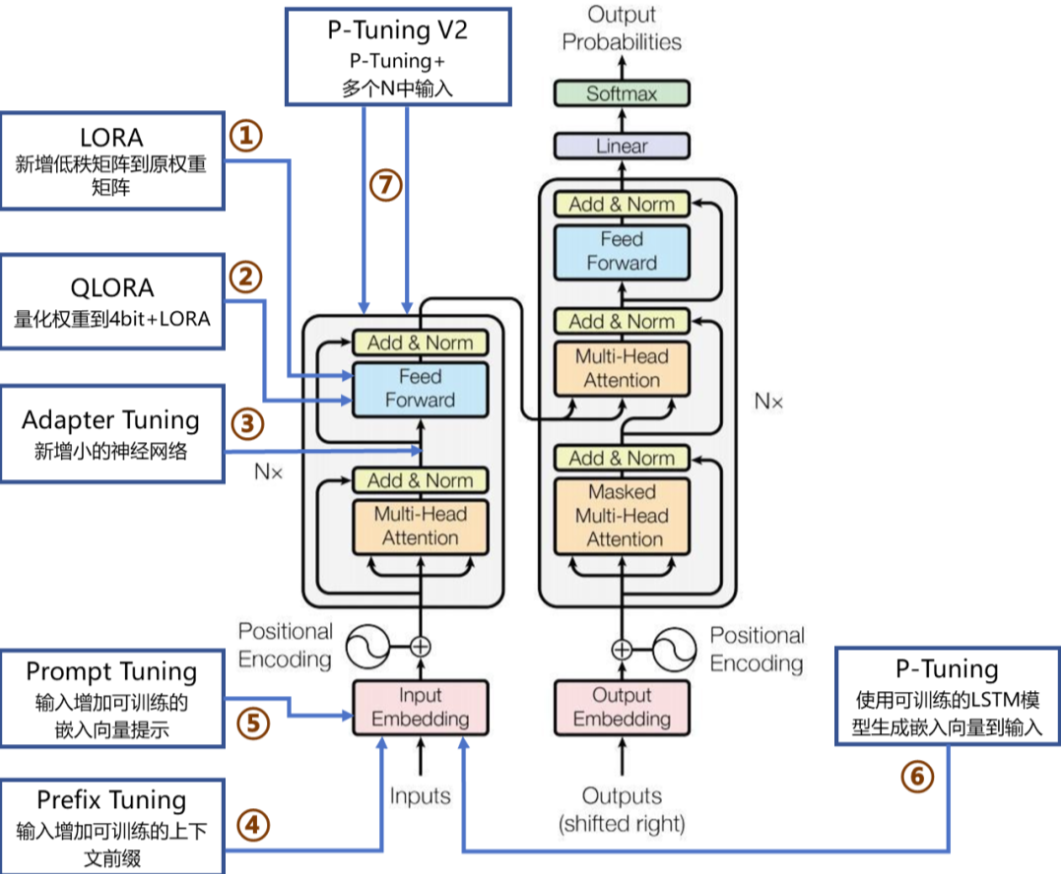 P-Tuning V2
P-Tuning+
多个N中输入
Output
Probabilities
Softmax
Linear
LORA
新增低秩矩阵到原权重
矩阵
①
⑦
Add & Norm
Feed
Forward
QLORA
量化权重到4bit+LORA
②
Add & Norm
Multi-Head
Attention
Add & Norm
Feed
Forward
N×
Adapter Tuning
新增小的神经网络
③
Nx
Add & Norm
Multi-Head
Attention
Add & Norm
Masked
Multi-Head
Attention
Positional
Encoding
Positional
Encoding
Prompt Tuning
输入增加可训练的
嵌入向量提示
⑤
Input
Embedding
Output
Embedding
P-Tuning
使用可训练的LSTM模
型生成嵌入向量到输入
⑥
Prefix Tuning
输入增加可训练的上下
文前缀
④
Inputs
Outputs
(shifted right)